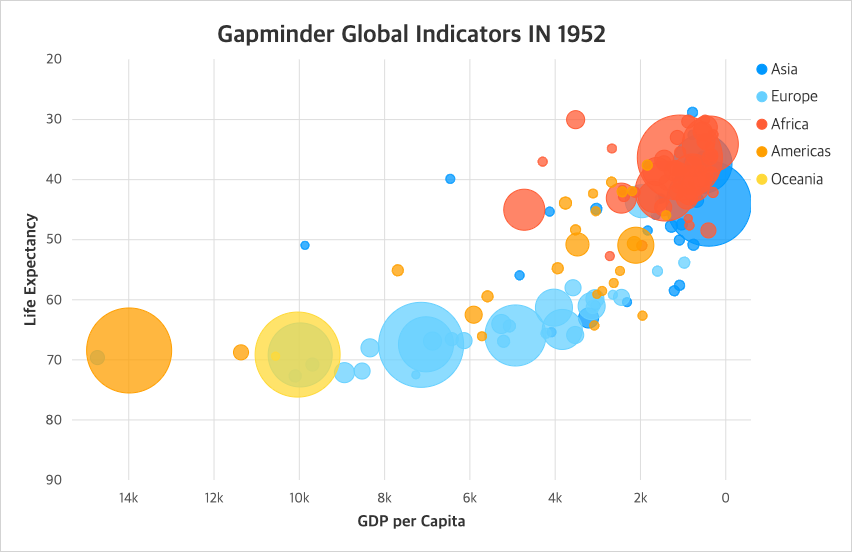 Gapminder Global Indicators IN 1952
20
30
40
50
60
70
80
90
Life Expectancy
14k
12k
10k
8k
6k
4k
2k
0
GDP per Capita
Asia
Europe
Africa
Americas
Oceania